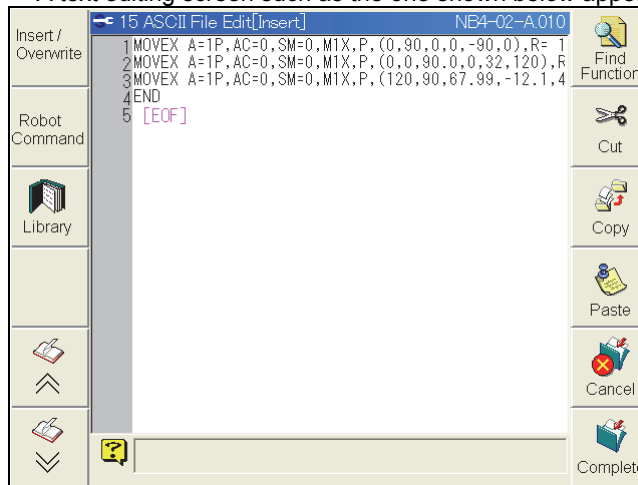 A text editing screen such as the one shown below
15 ASCII File Edit[Insert]
NB4-02-A.010
Insert /
Overwrite
Robot
Command
Library
1 MOVEX A=1P,AC=0,SM=0,M1X,P,(0,90,0,0,-90,0),R= 1
2 MOVEX A=1P,AC=0,SM=0,M1X,P,(0,0,90.0,0,32,120),R
3 MOVEX A=1P,AC=0,SM=0,M1X,P,(120,90,67.99,-12.1,4
4 END
5 [EOF]
Find
Function
Cut
Copy
Paste
Cancel
Complete